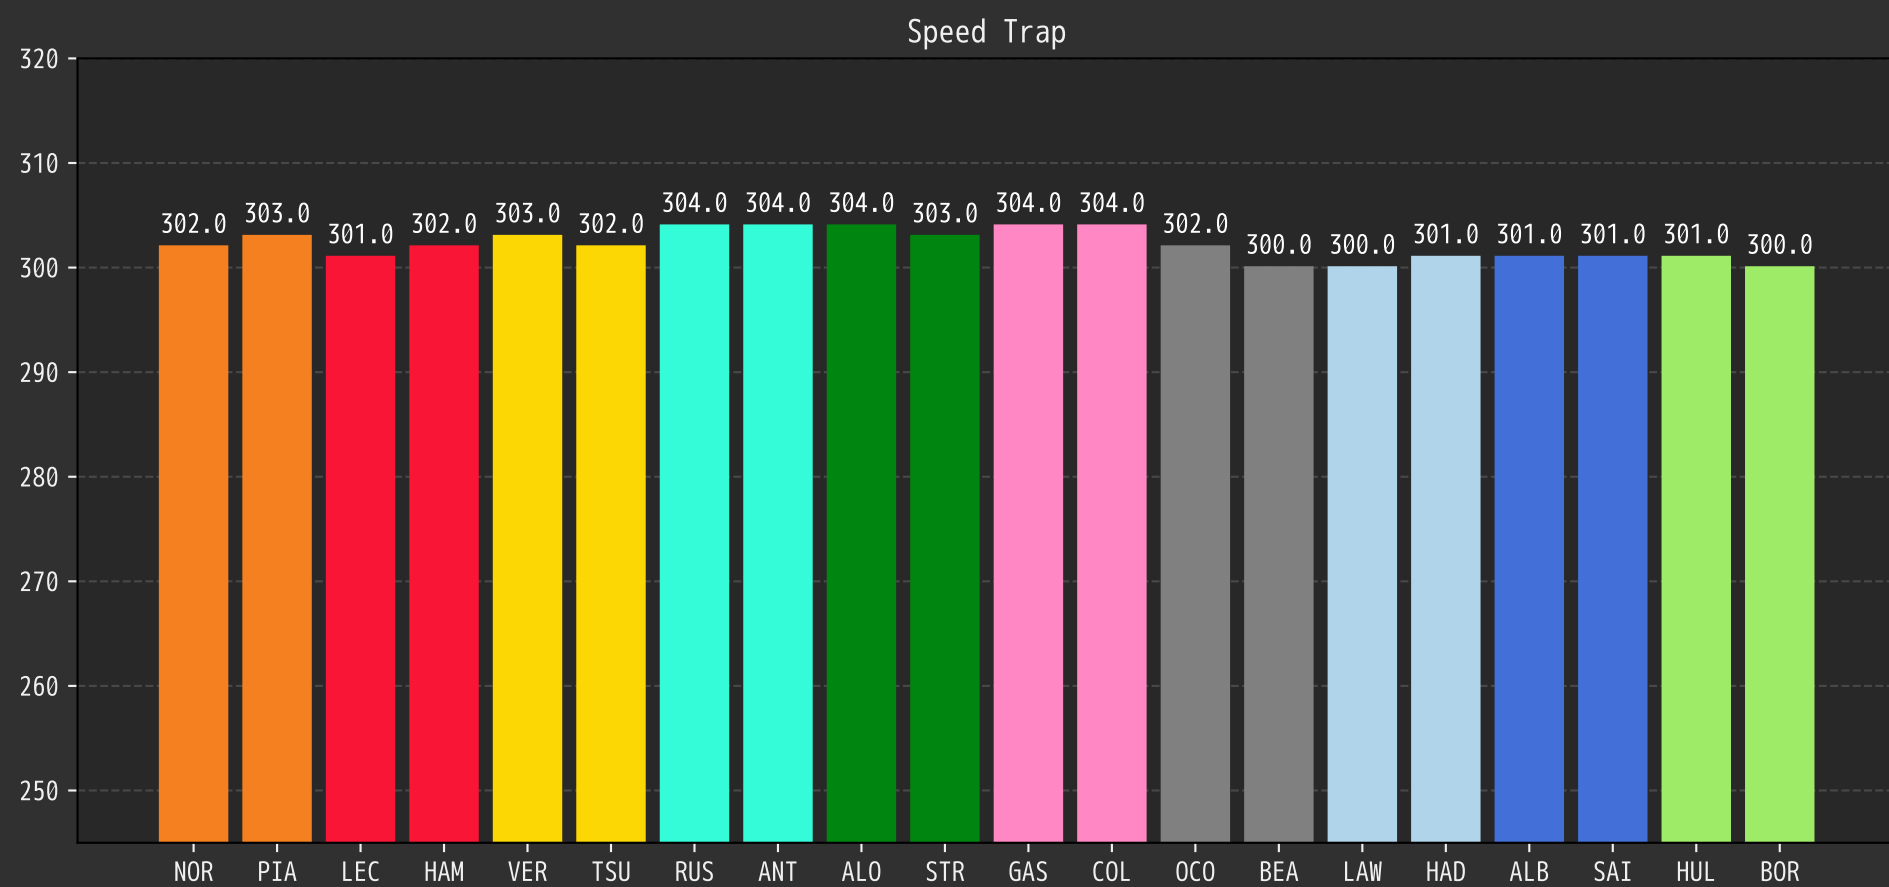 Speed Trap
320
310
300
290
280
270
260
250
302.0 303.0 301.0 302.0 303.0 302.0 304.0 304.0 304.0 303.0 304.0 304.0 302.0 300.0 300.0 301.0 301.0 301.0 301.0 300.0
NOR PIA LEC HAM VER TSU RUS ANT ALO STR GAS COL OCO BEA LAW HAD ALB SAI HUL BOR